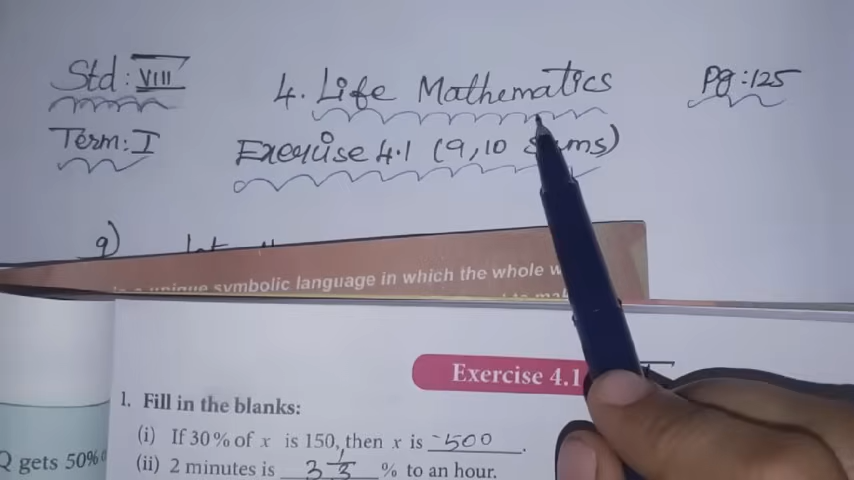 Std: VIII
4. Life Mathematics
Pg: 125
Term: I
Exercise 4.1 (9, 10 sums)
9)
unique symbolic language in which the whole w
Exercise 4.1
1. Fill in the blanks:
(i) If 30% of x is 150, then x is 500.
(ii) 2 minutes is 3 1/3 % to an hour.
Q gets 50%